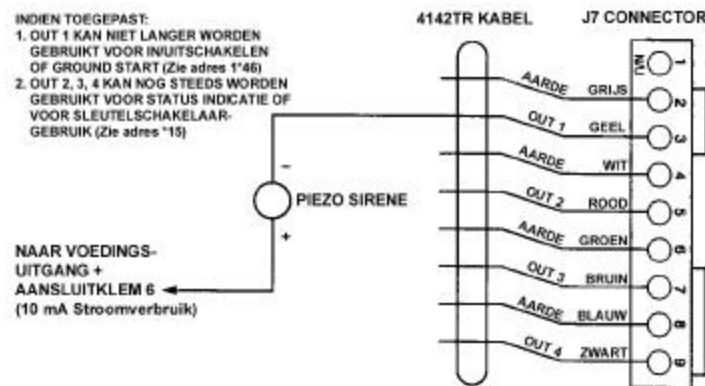 INDIEN TOEGEPAST:
1. OUT 1 KAN NIET LANGER WORDEN
GEBRUIKT VOOR IN/UITSCHAKELEN
OF GROUND START (Zie adres 1*46)
2. OUT 2, 3, 4 KAN NOG STEEDS WORDEN
GEBRUIKT VOOR STATUS INDICATIE OF
VOOR SLEUTELSCHAKELAAR-
GEBRUIK (Zie adres *15)
4142TR KABEL
J7 CONNECTOR
N/U 1
AARDE GRIJS 2
OUT 1 GEEL 3
AARDE WIT 4
OUT 2 ROOD 5
AARDE GROEN 6
OUT 3 BRUIN 7
AARDE BLAUW 8
OUT 4 ZWART 9
−
PIEZO SIRENE
+
NAAR VOEDINGS-
UITGANG +
AANSLUITKLEM 6
(10 mA Stroomverbruik)